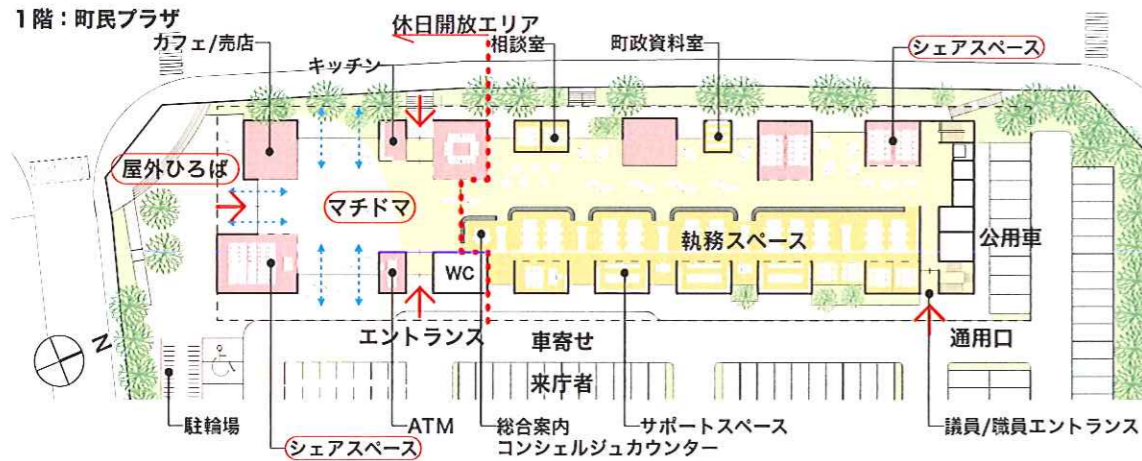 1階：町民プラザ
休日開放エリア
カフェ/売店
キッチン
相談室
町政資料室
シェアスペース
屋外ひろば
マチドマ
執務スペース
公用車
WC
エントランス
車寄せ
通用口
N
来庁者
駐輪場
シェアスペース
ATM
総合案内
コンシェルジュカウンター
サポートスペース
議員/職員エントランス